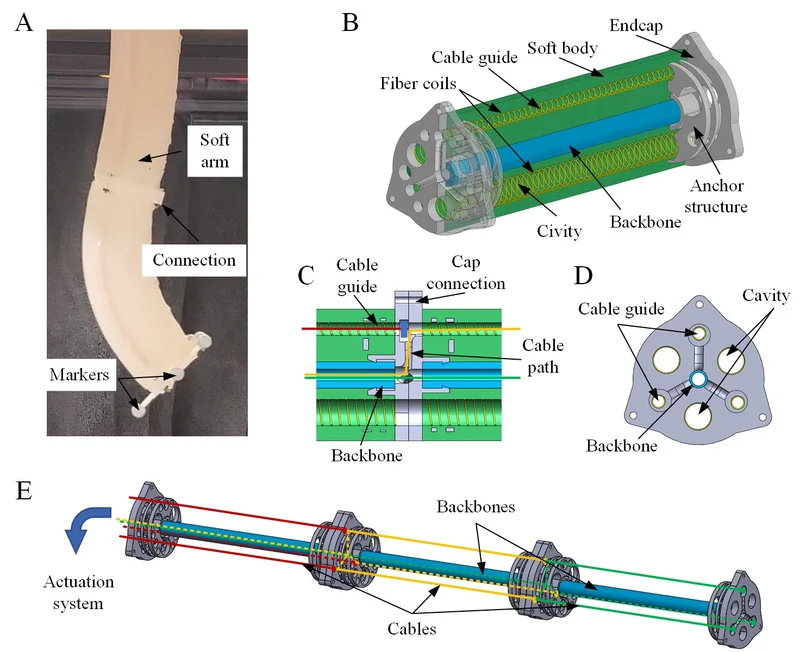 A
Soft
arm
Connection
Markers
B
Endcap
Soft body
Cable guide
Fiber coils
Anchor
structure
Backbone
Civity
C
Cable
guide
Cap
connection
Cable
path
Backbone
D
Cable guide
Cavity
Backbone
E
Backbones
Actuation
system
Cables